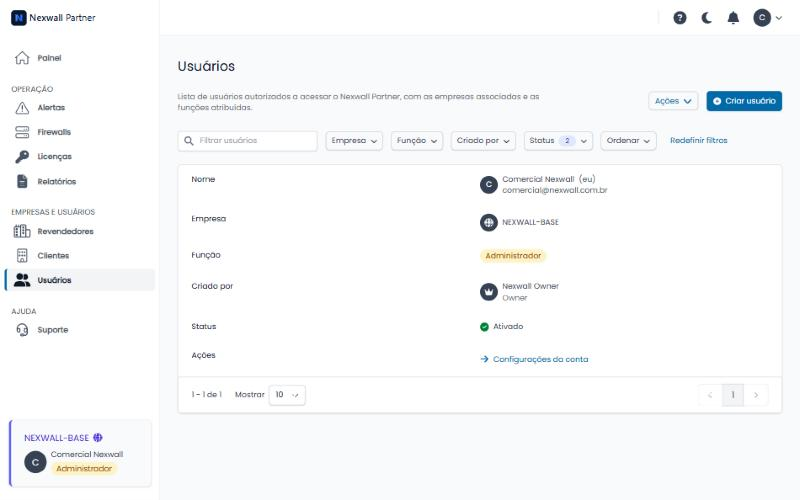 Nexwall Partner
C
Painel
OPERAÇÃO
Alertas
Firewalls
Licenças
Relatórios
EMPRESAS E USUÁRIOS
Revendedores
Clientes
Usuários
AJUDA
Suporte
NEXWALL-BASE
C
Comercial Nexwall
Administrador
Usuários
Lista de usuários autorizados a acessar o Nexwall Partner, com as empresas associadas e as
funções atribuídas.
Ações
Criar usuário
Filtrar usuários
Empresa
Função
Criado por
Status 2
Ordenar
Redefinir filtros
Nome
C
Comercial Nexwall (eu)
comercial@nexwall.com.br
Empresa
NEXWALL-BASE
Função
Administrador
Criado por
Nexwall Owner
Owner
Status
Ativado
Ações
Configurações da conta
1 - 1 de 1
Mostrar
10
1